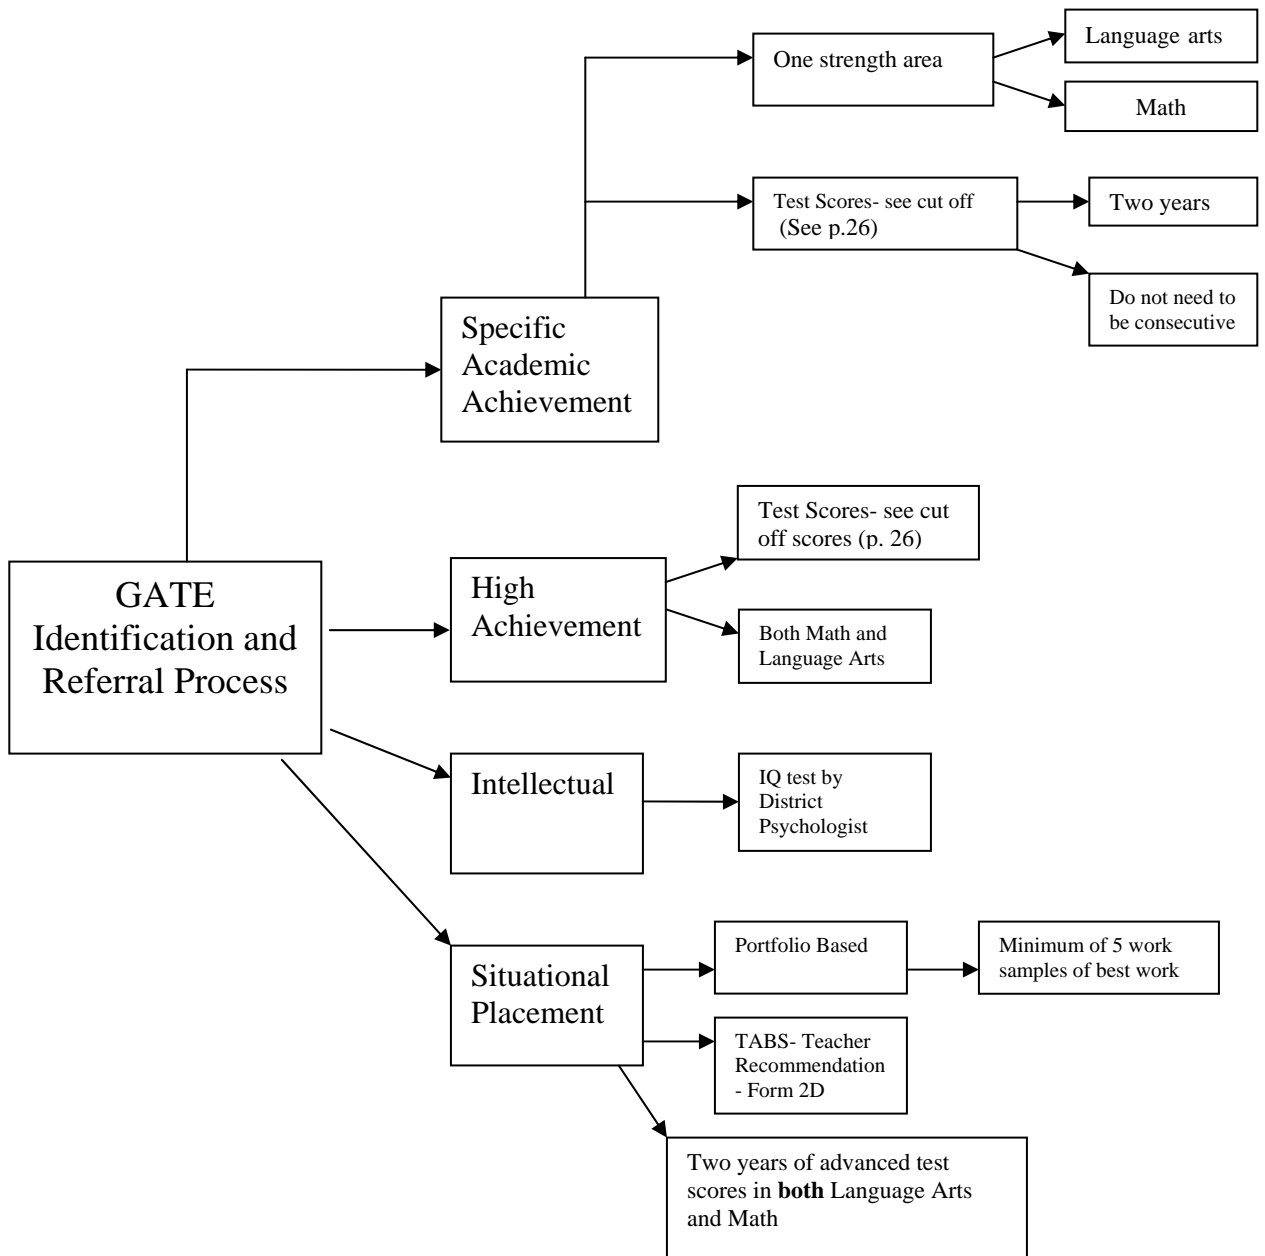 Language arts
One strength area
Math
Test Scores- see cut off
(See p.26)
Two years
Do not need to
be consecutive
Specific
Academic
Achievement
Test Scores- see cut
off scores (p. 26)
High
Achievement
Both Math and
Language Arts
GATE
Identification and
Referral Process
Intellectual
IQ test by
District
Psychologist
Situational
Placement
Portfolio Based
Minimum of 5 work
samples of best work
TABS- Teacher
Recommendation
- Form 2D
Two years of advanced test
scores in both Language Arts
and Math